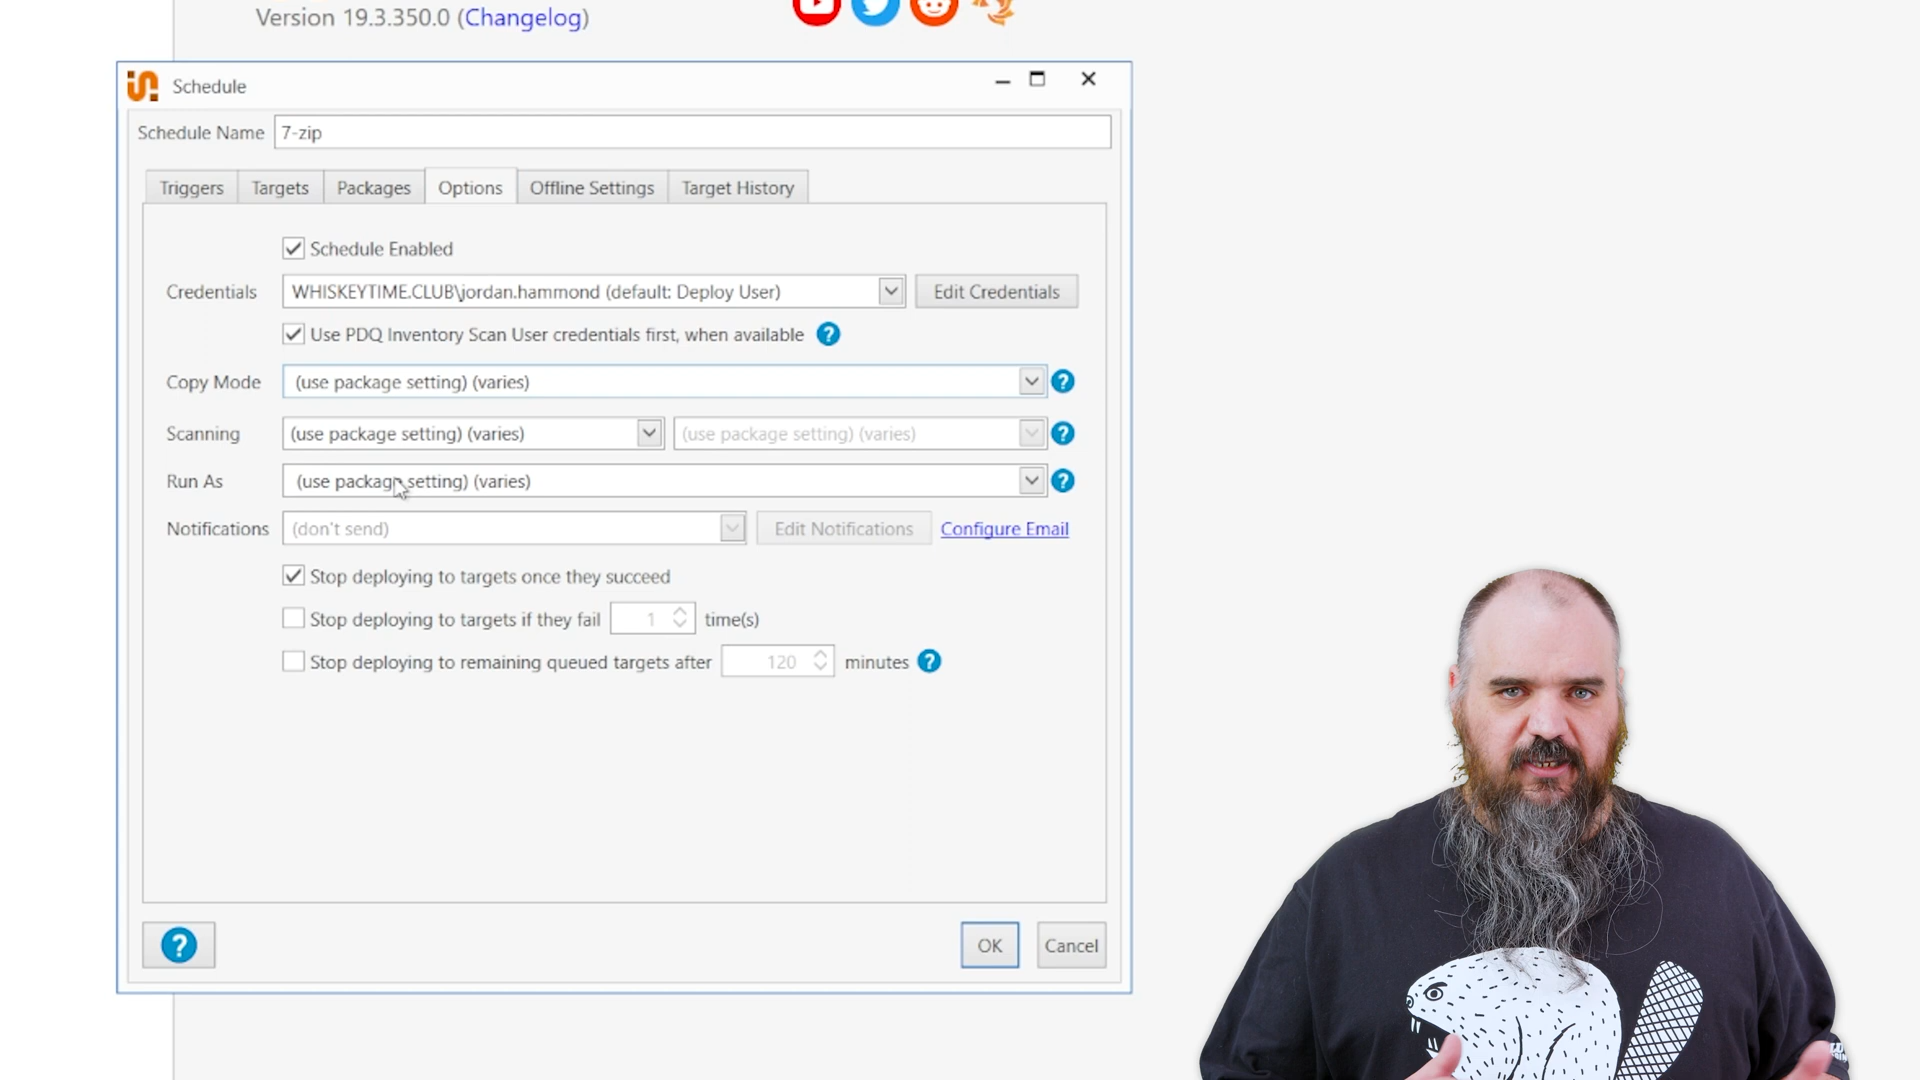 Version 19.3.350.0 (Changelog)
Schedule
Schedule Name 7-zip
Triggers Targets Packages Options Offline Settings Target History
Schedule Enabled
Credentials WHISKEYTIME.CLUB\jordan.hammond (default: Deploy User) Edit Credentials
Use PDQ Inventory Scan User credentials first, when available ?
Copy Mode (use package setting) (varies) ?
Scanning (use package setting) (varies) (use package setting) (varies) ?
Run As (use package setting) (varies) ?
Notifications (don't send) Edit Notifications Configure Email
Stop deploying to targets once they succeed
Stop deploying to targets if they fail 1 time(s)
Stop deploying to remaining queued targets after 120 minutes ?
? OK Cancel